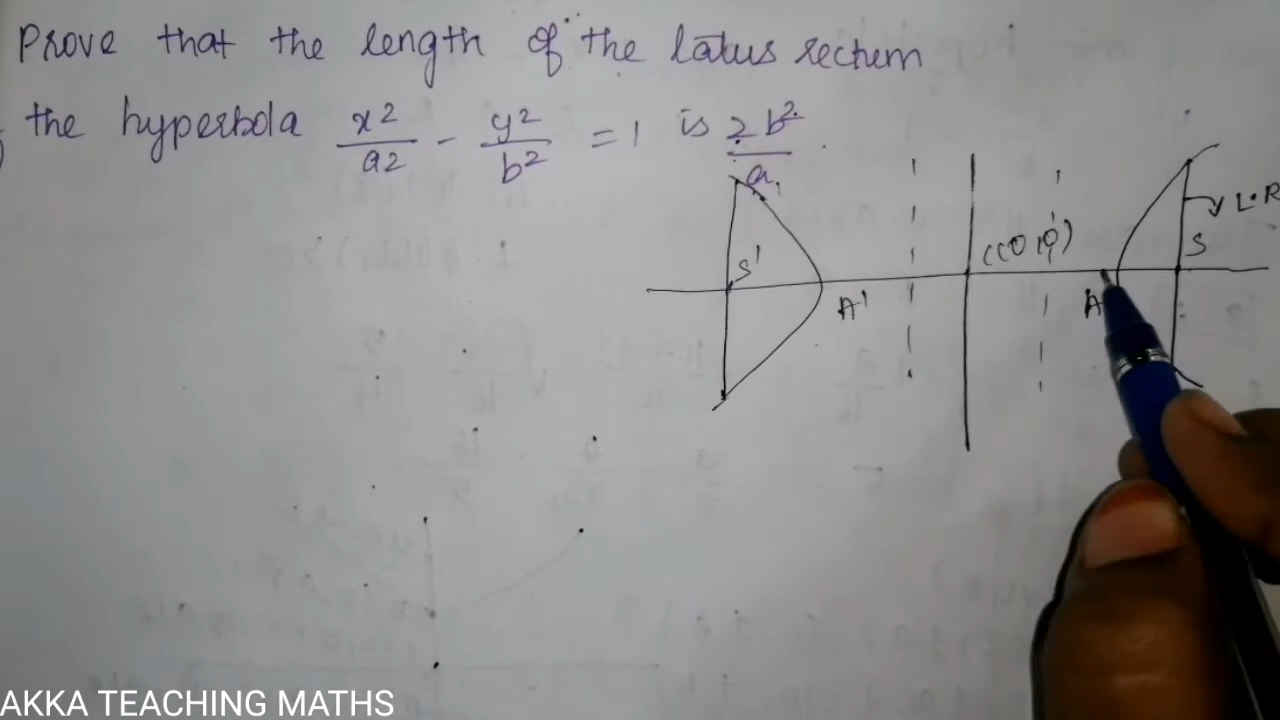 Prove that the length of the latus rectum
the hyperbola x²/a² - y²/b² = 1 is 2b²/a.
L.R
C(0,0)
S'
S
A'
A
AKKA TEACHING MATHS